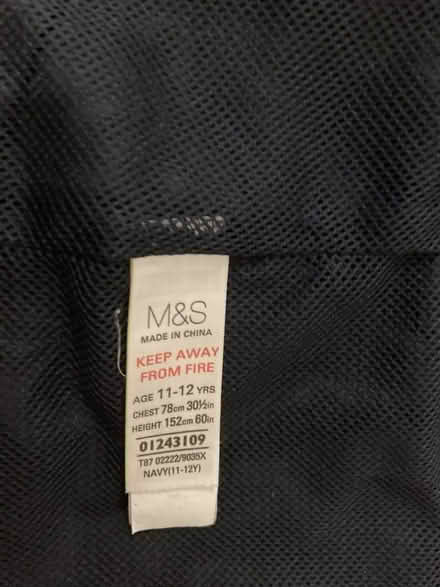 M&S
MADE IN CHINA
KEEP AWAY
FROM FIRE
AGE 11-12 YRS
CHEST 78cm 30½in
HEIGHT 152cm 60in
01243109
T87 02222/9035X
NAVY(11-12Y)